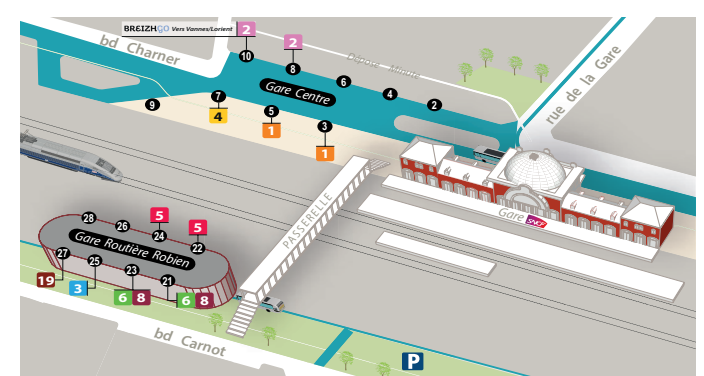 BREIZHGO Vers Vannes/Lorient 2
bd Charner
10
2
8
Dépose Minute
6
4
2
Gare Centre
rue de la Gare
9
7
4
5
1
3
1
PASSERELLE
Gare SNCF
28
26
5
24
5
22
Gare Routière Robien
27
19
25
3
23
6 8
21
6 8
bd Carnot
P